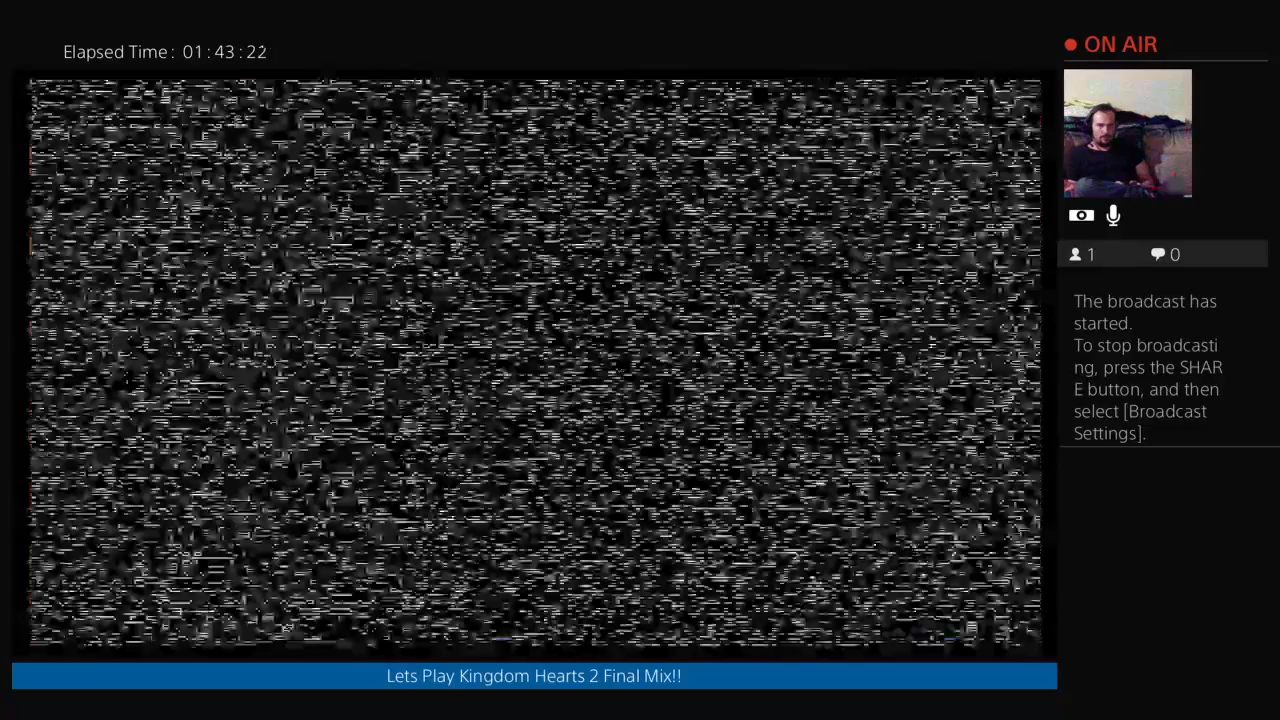 Elapsed Time: 01:43:22
ON AIR
1 0
The broadcast has
started.
To stop broadcasti
ng, press the SHAR
E button, and then
select [Broadcast
Settings].
Lets Play Kingdom Hearts 2 Final Mix!!